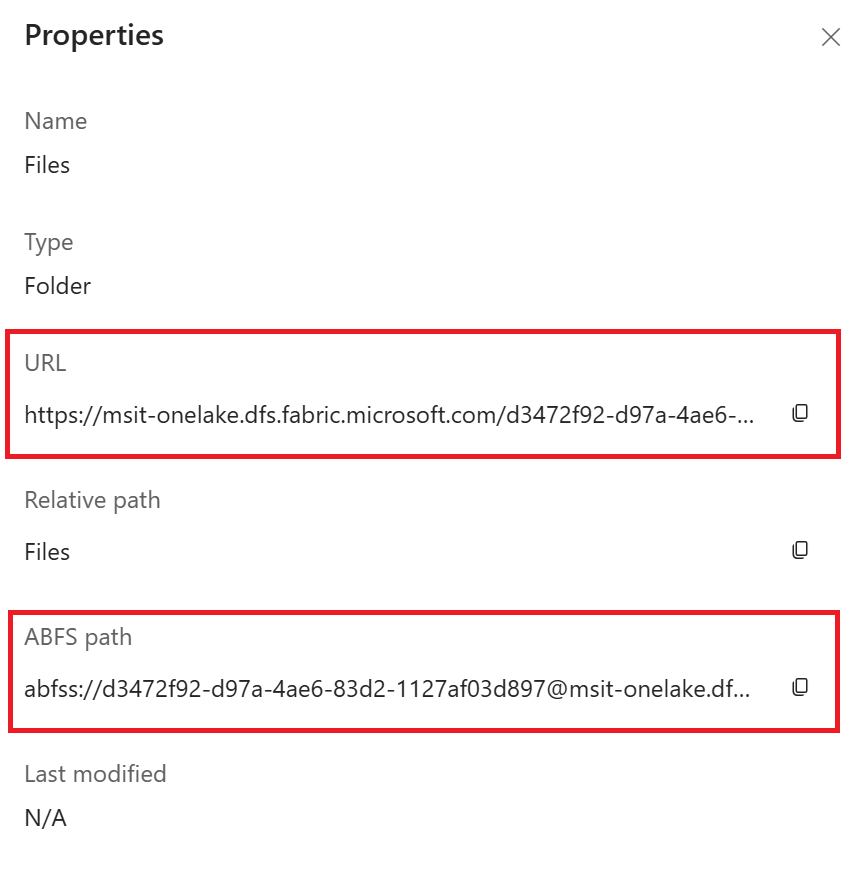 Properties
Name
Files
Type
Folder
URL
https://msit-onelake.dfs.fabric.microsoft.com/d3472f92-d97a-4ae6-...
Relative path
Files
ABFS path
abfss://d3472f92-d97a-4ae6-83d2-1127af03d897@msit-onelake.df...
Last modified
N/A